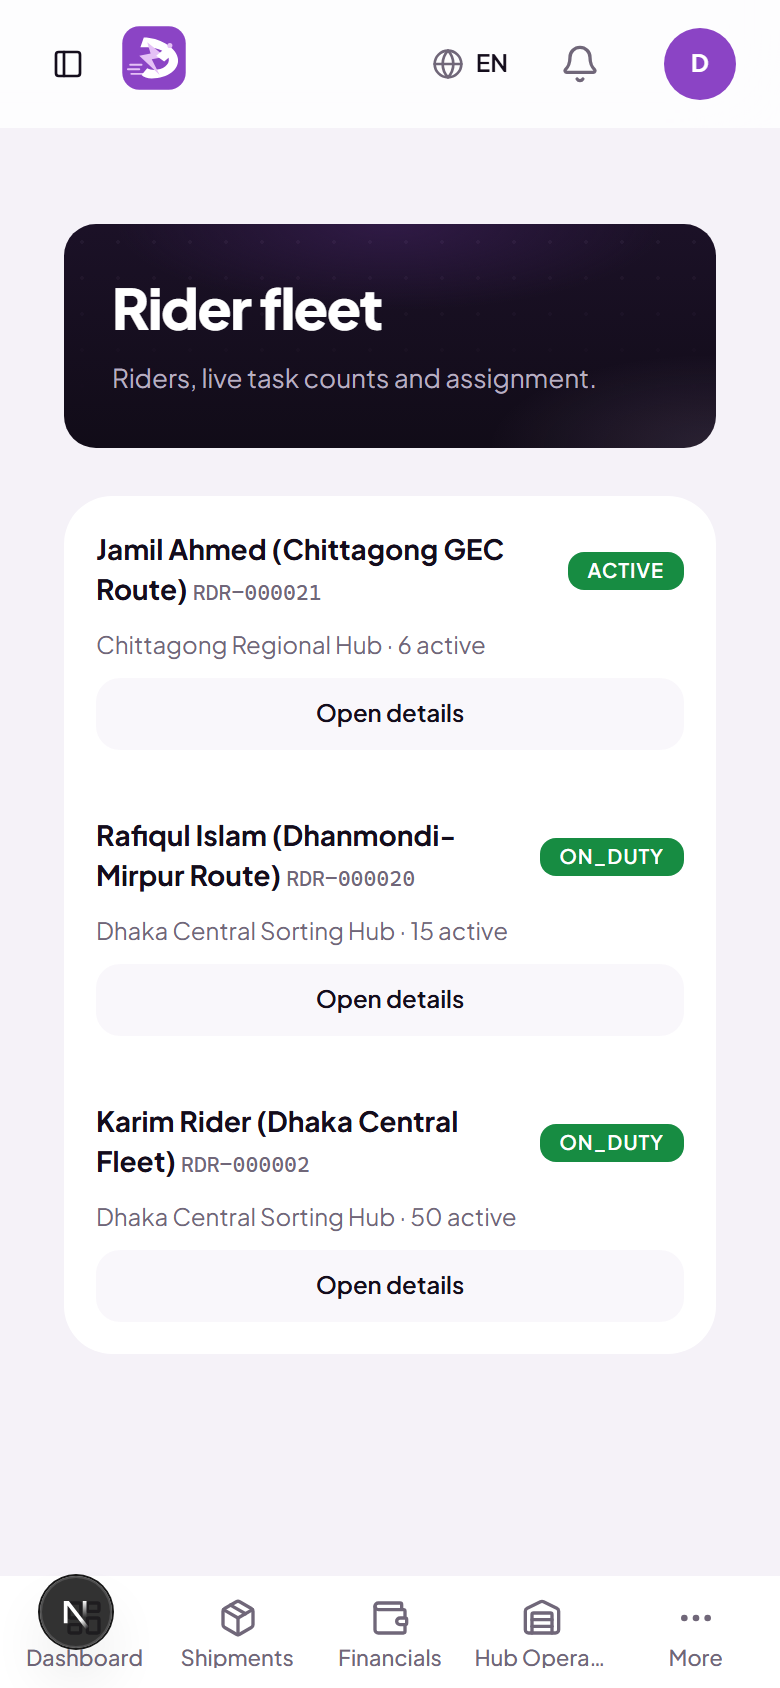 EN
D
Rider fleet
Riders, live task counts and assignment.
Jamil Ahmed (Chittagong GEC
Route) RDR-000021
ACTIVE
Chittagong Regional Hub · 6 active
Open details
Rafiqul Islam (Dhanmondi-
Mirpur Route) RDR-000020
ON_DUTY
Dhaka Central Sorting Hub · 15 active
Open details
Karim Rider (Dhaka Central
Fleet) RDR-000002
ON_DUTY
Dhaka Central Sorting Hub · 50 active
Open details
N
Dashboard
Shipments
Financials
Hub Opera...
More